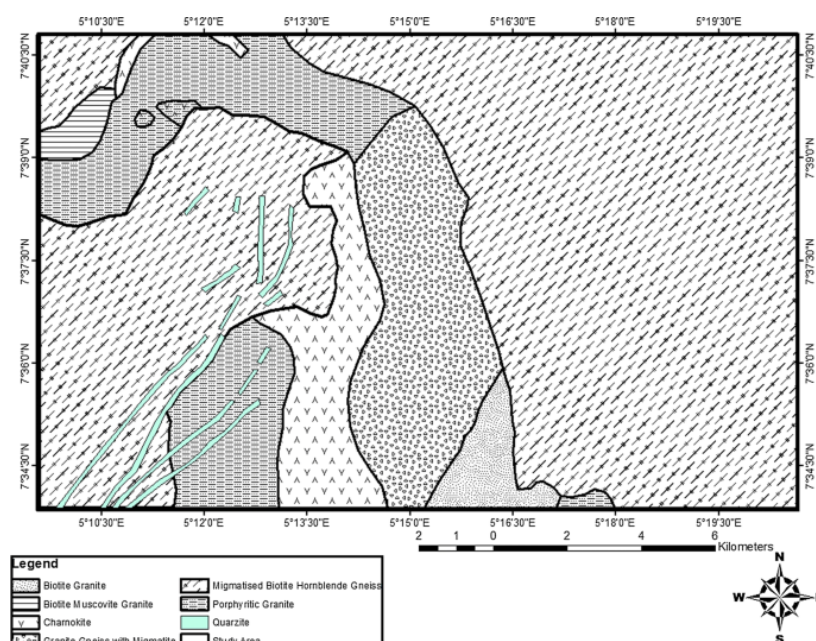 5°10'30"E 5°12'0"E 5°13'30"E 5°15'0"E 5°16'30"E 5°18'0"E 5°19'30"E
7°40'30"N 7°40'30"N
7°39'0"N 7°39'0"N
7°37'30"N 7°37'30"N
7°36'0"N 7°36'0"N
7°34'30"N 7°34'30"N
5°10'30"E 5°12'0"E 5°13'30"E 5°15'0"E 5°16'30"E 5°18'0"E 5°19'30"E
2 1 0 2 4 6
Kilometers
N
W
S
Legend
Biotite Granite Migmatised Biotite Hornblende Gneiss
Biotite Muscovite Granite Porphyritic Granite
Charnokite Quarzite
Granite Gneiss with Migmatite Study Area